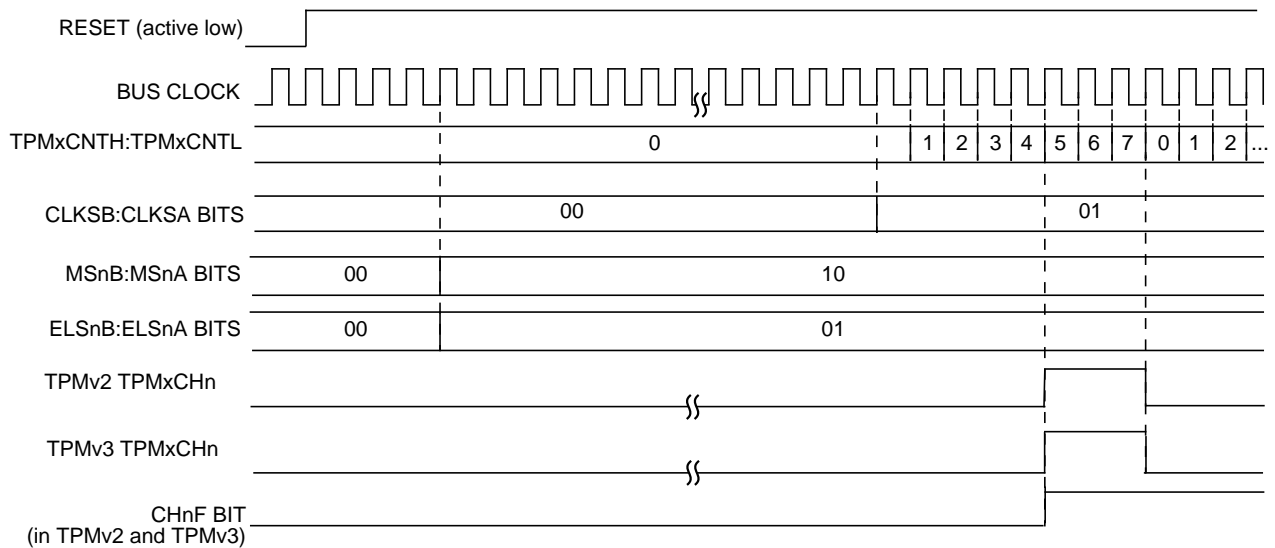 RESET (active low)
BUS CLOCK
TPMxCNTH:TPMxCNTL 0 1 2 3 4 5 6 7 0 1 2 ...
CLKSB:CLKSA BITS 00 01
MSnB:MSnA BITS 00 10
ELSnB:ELSnA BITS 00 01
TPMv2 TPMxCHn
TPMv3 TPMxCHn
CHnF BIT
(in TPMv2 and TPMv3)